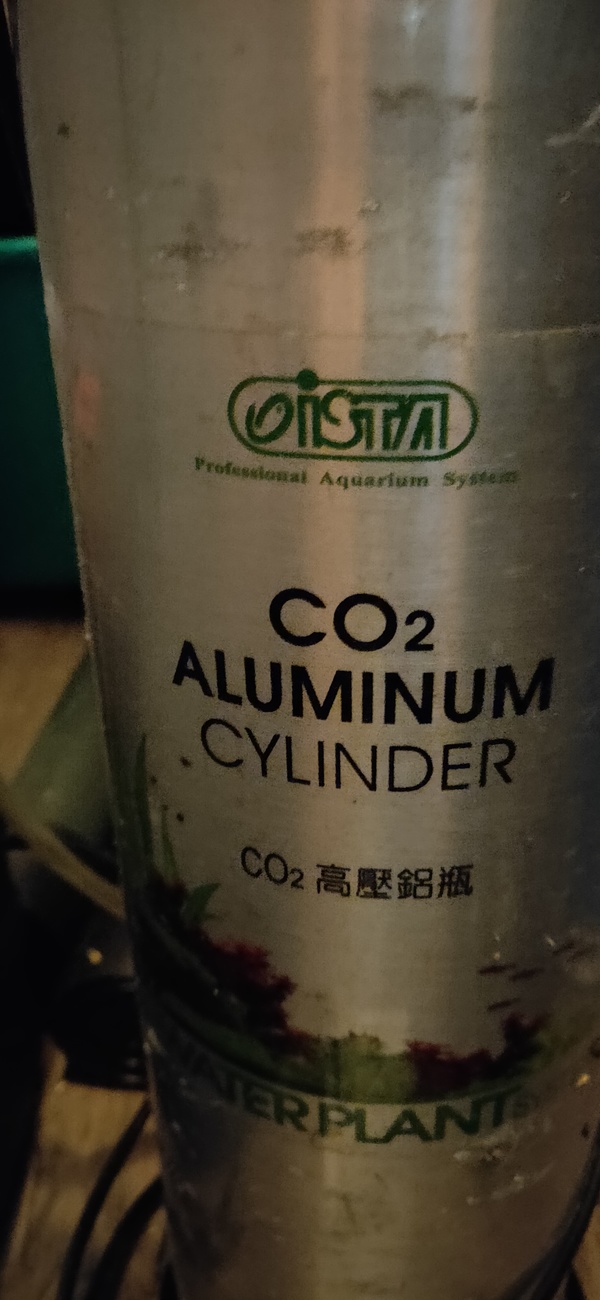 iSTA
Professional Aquarium System
CO2
ALUMINUM
CYLINDER
CO2 高壓鋁瓶
WATER PLANT